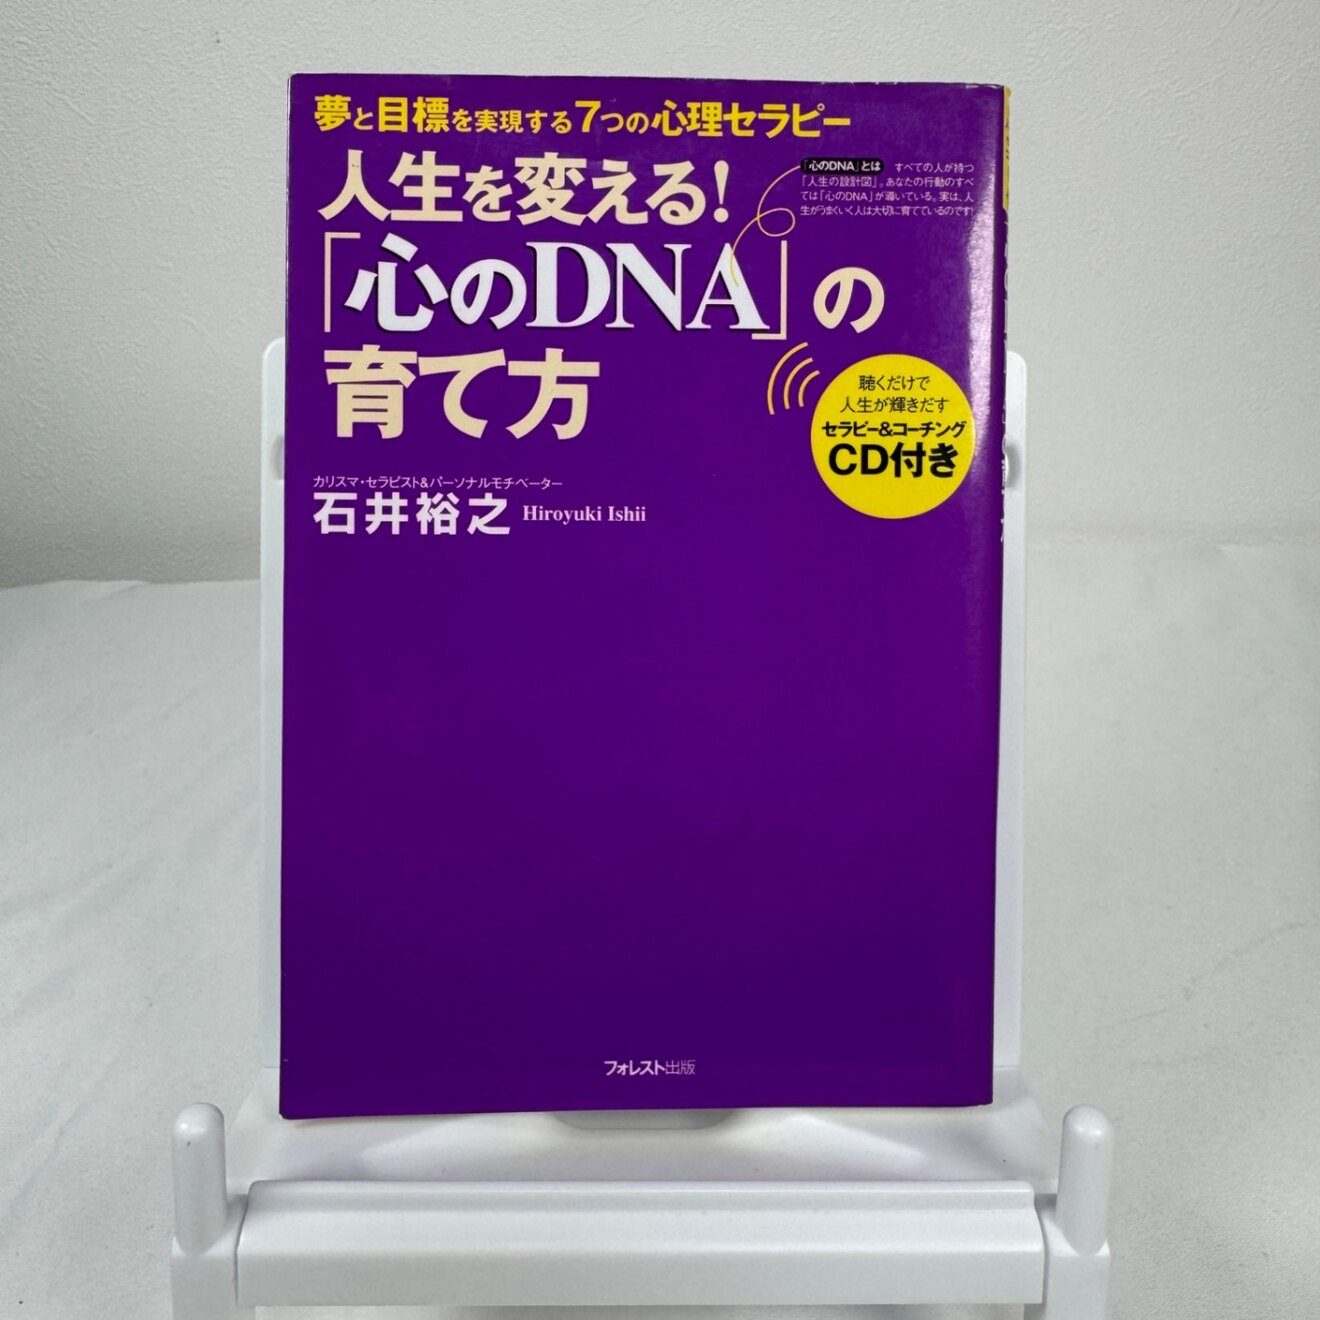 夢と目標を実現する7つの心理セラピー
人生を変える!
「心のDNA」の
育て方
「心のDNA」とは すべての人が持つ
「人生の設計図」。あなたの行動のすべ
ては「心のDNA」が導いている。実は、人
生がうまくいく人は大切に育てているのです!
聴くだけで
人生が輝きだす
セラピー&コーチング
CD付き
カリスマ・セラピスト&パーソナルモチベーター
石井裕之 Hiroyuki Ishii
フォレスト出版